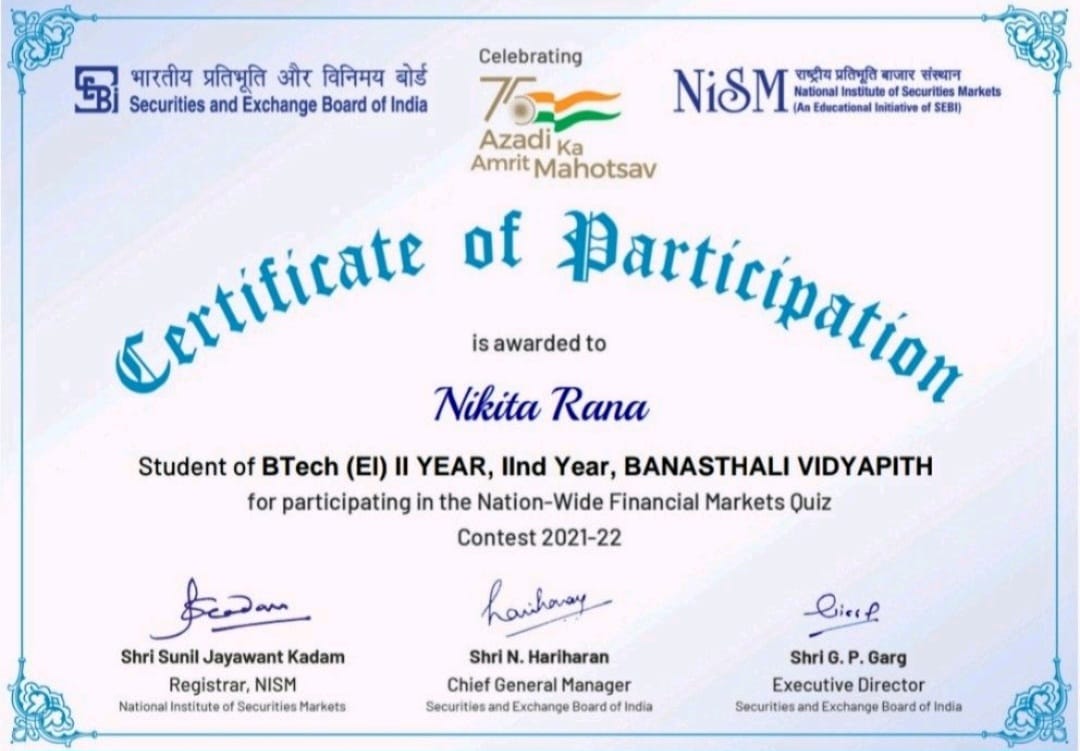 SEBI
भारतीय प्रतिभूति और विनिमय बोर्ड
Securities and Exchange Board of India
Celebrating
75
Azadi Ka
Amrit Mahotsav
NiSM
राष्ट्रीय प्रतिभूति बाजार संस्थान
National Institute of Securities Markets
(An Educational Initiative of SEBI)
Certificate of Participation
is awarded to
Nikita Rana
Student of BTech (EI) II YEAR, IInd Year, BANASTHALI VIDYAPITH
for participating in the Nation-Wide Financial Markets Quiz
Contest 2021-22
Shri Sunil Jayawant Kadam
Registrar, NISM
National Institute of Securities Markets
Shri N. Hariharan
Chief General Manager
Securities and Exchange Board of India
Shri G. P. Garg
Executive Director
Securities and Exchange Board of India